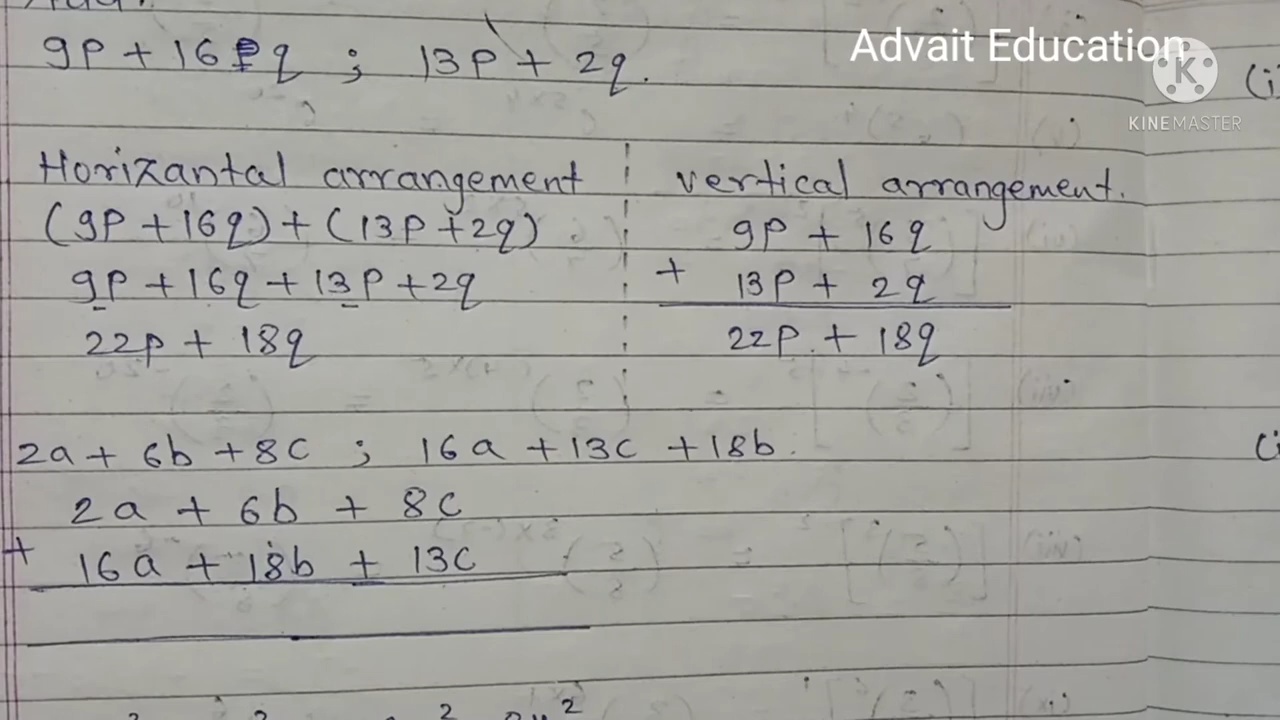 9p + 16q ; 13p + 2q.
Advait Education
K
KINEMASTER
Horizantal arrangement
(9p + 16q) + (13p + 2q)
9p + 16q + 13p + 2q
22p + 18q
vertical arrangement.
9p + 16q
+ 13p + 2q
22p + 18q
2a + 6b + 8c ; 16a + 13c + 18b.
2a + 6b + 8c
+ 16a + 18b + 13c